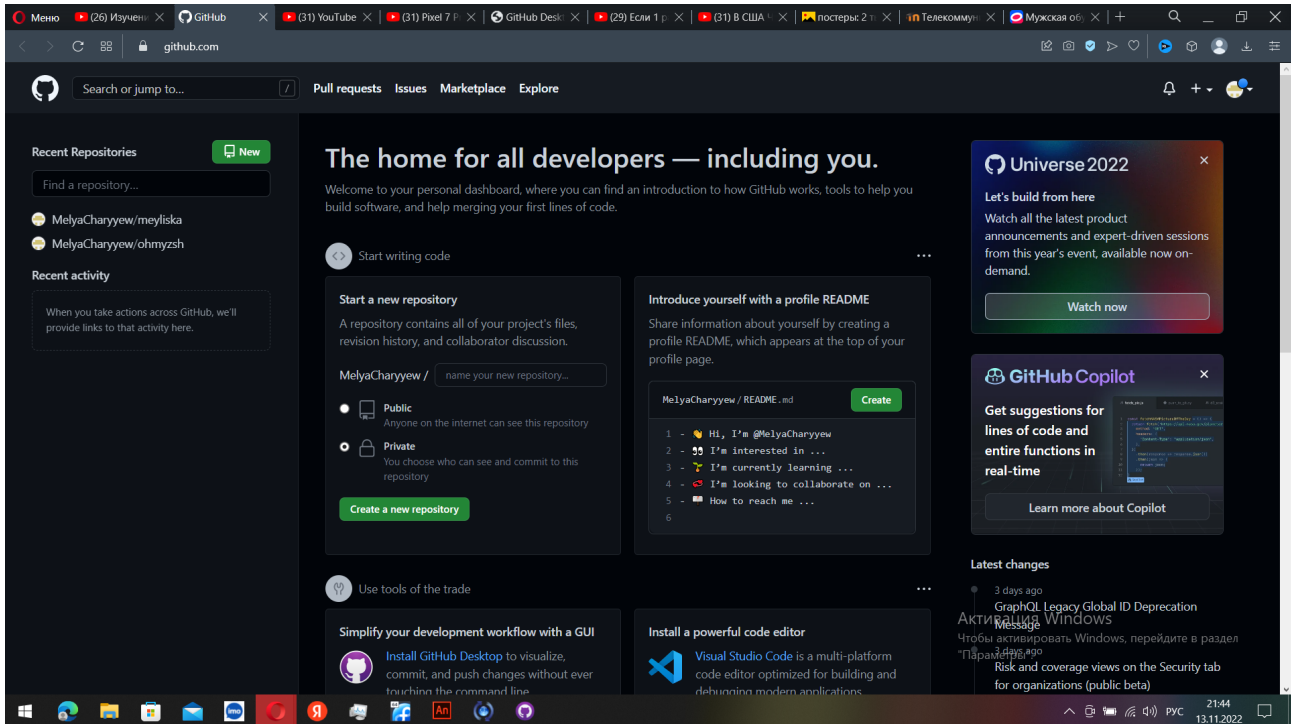 Меню
(26) Изучени
GitHub
(31) YouTube
(31) Pixel 7 P
GitHub Deskt
(29) Если 1 р
(31) В США Ч
постеры: 2 т
Телекоммун
Мужская обу
github.com
Search or jump to...
/
Pull requests Issues Marketplace Explore
Recent Repositories
New
Find a repository...
MelyaCharyyew/meyliska
MelyaCharyyew/ohmyzsh
Recent activity
When you take actions across GitHub, we'll
provide links to that activity here.
The home for all developers — including you.
Welcome to your personal dashboard, where you can find an introduction to how GitHub works, tools to help you
build software, and help merging your first lines of code.
Start writing code
Start a new repository
A repository contains all of your project's files,
revision history, and collaborator discussion.
MelyaCharyyew /
name your new repository...
Public
Anyone on the internet can see this repository
Private
You choose who can see and commit to this
repository
Create a new repository
Introduce yourself with a profile README
Share information about yourself by creating a
profile README, which appears at the top of your
profile page.
MelyaCharyyew/README.md
Create
1 - 👋 Hi, I'm @MelyaCharyyew
2 - 👀 I'm interested in ...
3 - 🌱 I'm currently learning ...
4 - 💞️ I'm looking to collaborate on ...
5 - 📫 How to reach me ...
6
Use tools of the trade
Simplify your development workflow with a GUI
Install GitHub Desktop to visualize,
commit, and push changes without ever
touching the command line.
Install a powerful code editor
Visual Studio Code is a multi-platform
code editor optimized for building and
debugging modern applications.
Universe2022
Let's build from here
Watch all the latest product
announcements and expert-driven sessions
from this year's event, available now on-
demand.
Watch now
GitHub Copilot
Get suggestions for
lines of code and
entire functions in
real-time
Learn more about Copilot
Latest changes
3 days ago
GraphQL Legacy Global ID Deprecation
Message
3 days ago
Risk and coverage views on the Security tab
for organizations (public beta)
Активация Windows
Чтобы активировать Windows, перейдите в раздел
"Параметры".
imo
Я
An
РУС
21:44
13.11.2022